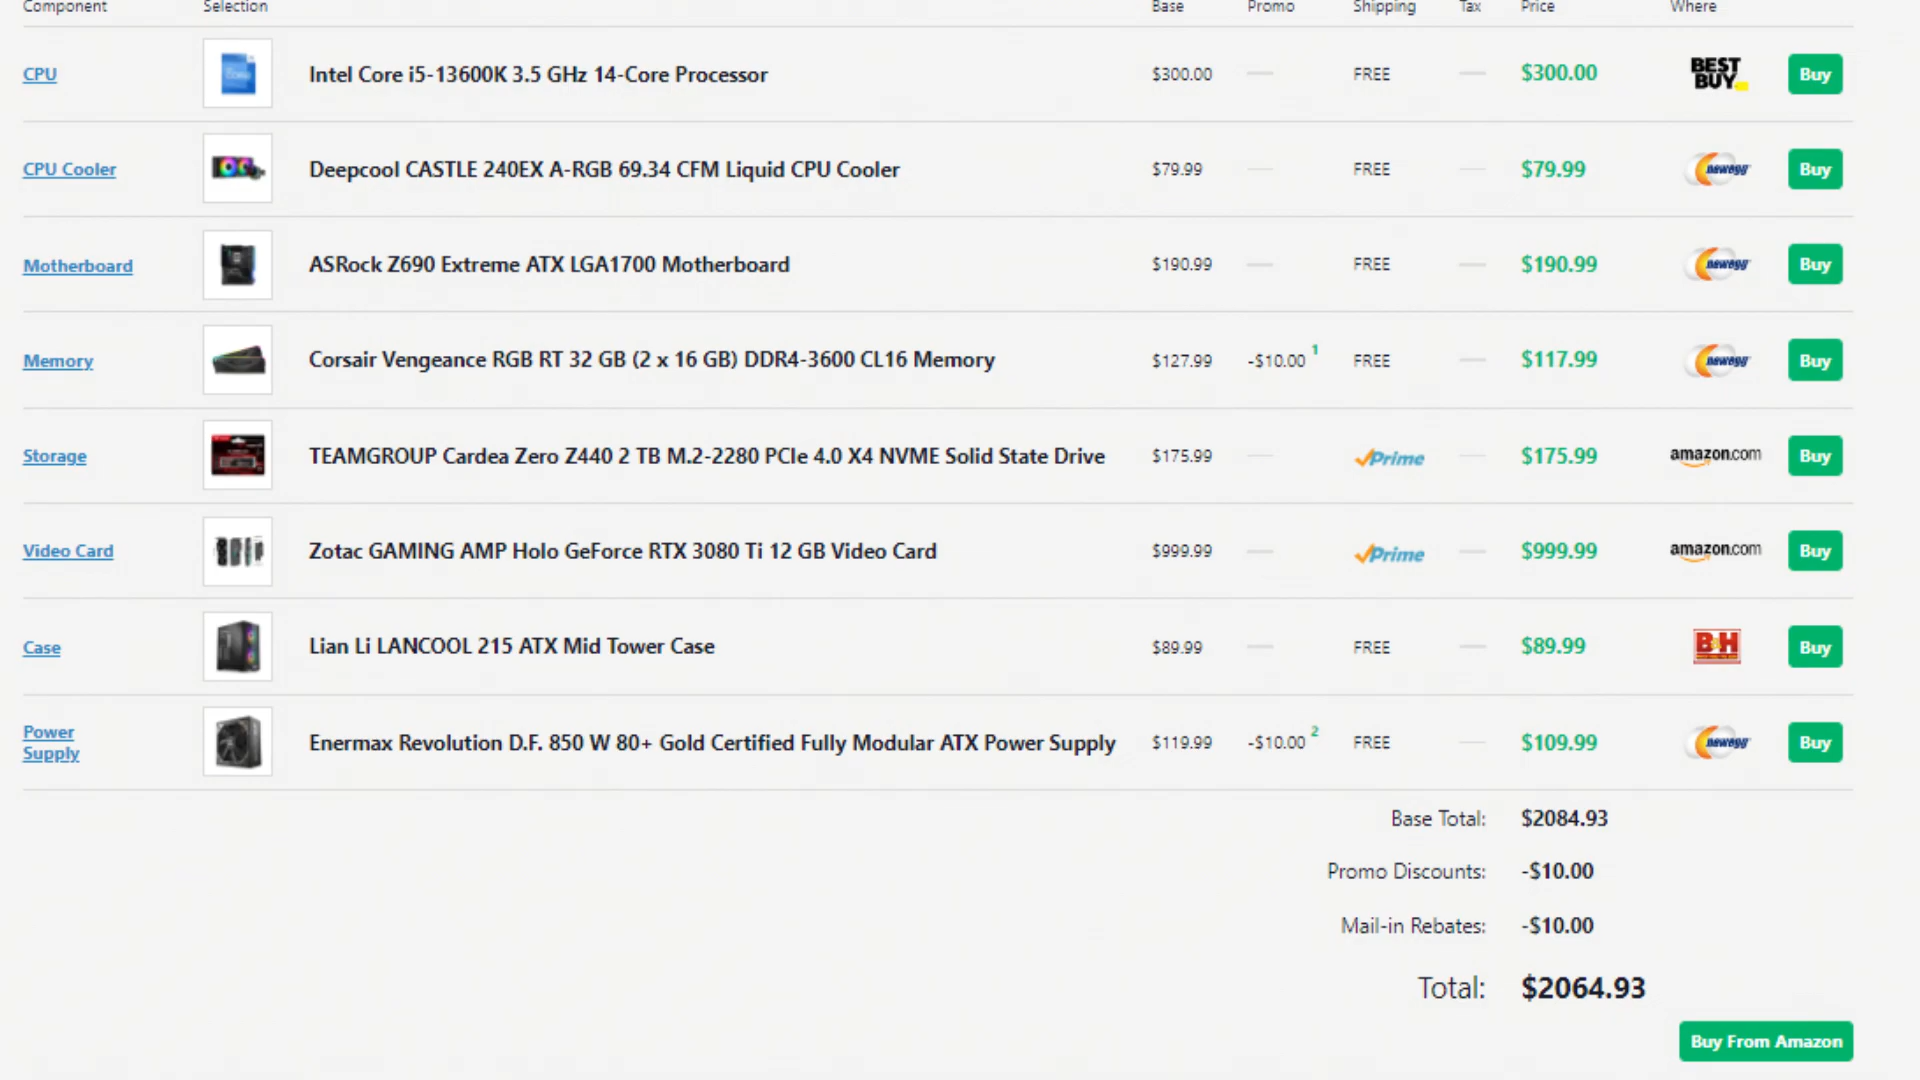 Component Selection Base Promo Shipping Tax Price Where
CPU Intel Core i5-13600K 3.5 GHz 14-Core Processor $300.00 — FREE — $300.00 BEST BUY Buy
CPU Cooler Deepcool CASTLE 240EX A-RGB 69.34 CFM Liquid CPU Cooler $79.99 — FREE — $79.99 newegg Buy
Motherboard ASRock Z690 Extreme ATX LGA1700 Motherboard $190.99 — FREE — $190.99 newegg Buy
Memory Corsair Vengeance RGB RT 32 GB (2 x 16 GB) DDR4-3600 CL16 Memory $127.99 -$10.00 1 FREE — $117.99 newegg Buy
Storage TEAMGROUP Cardea Zero Z440 2 TB M.2-2280 PCIe 4.0 X4 NVME Solid State Drive $175.99 — Prime — $175.99 amazon.com Buy
Video Card Zotac GAMING AMP Holo GeForce RTX 3080 Ti 12 GB Video Card $999.99 — Prime — $999.99 amazon.com Buy
Case Lian Li LANCOOL 215 ATX Mid Tower Case $89.99 — FREE — $89.99 B&H Buy
Power Supply Enermax Revolution D.F. 850 W 80+ Gold Certified Fully Modular ATX Power Supply $119.99 -$10.00 2 FREE — $109.99 newegg Buy
Base Total: $2084.93
Promo Discounts: -$10.00
Mail-in Rebates: -$10.00
Total: $2064.93
Buy From Amazon